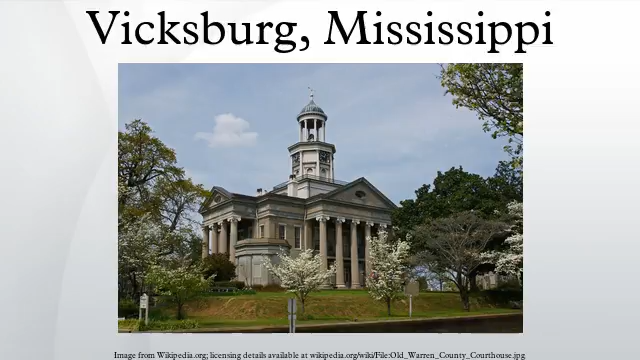 Vicksburg, Mississippi
Image from Wikipedia.org; licensing details available at wikipedia.org/wiki/File:Old_Warren_County_Courthouse.jpg